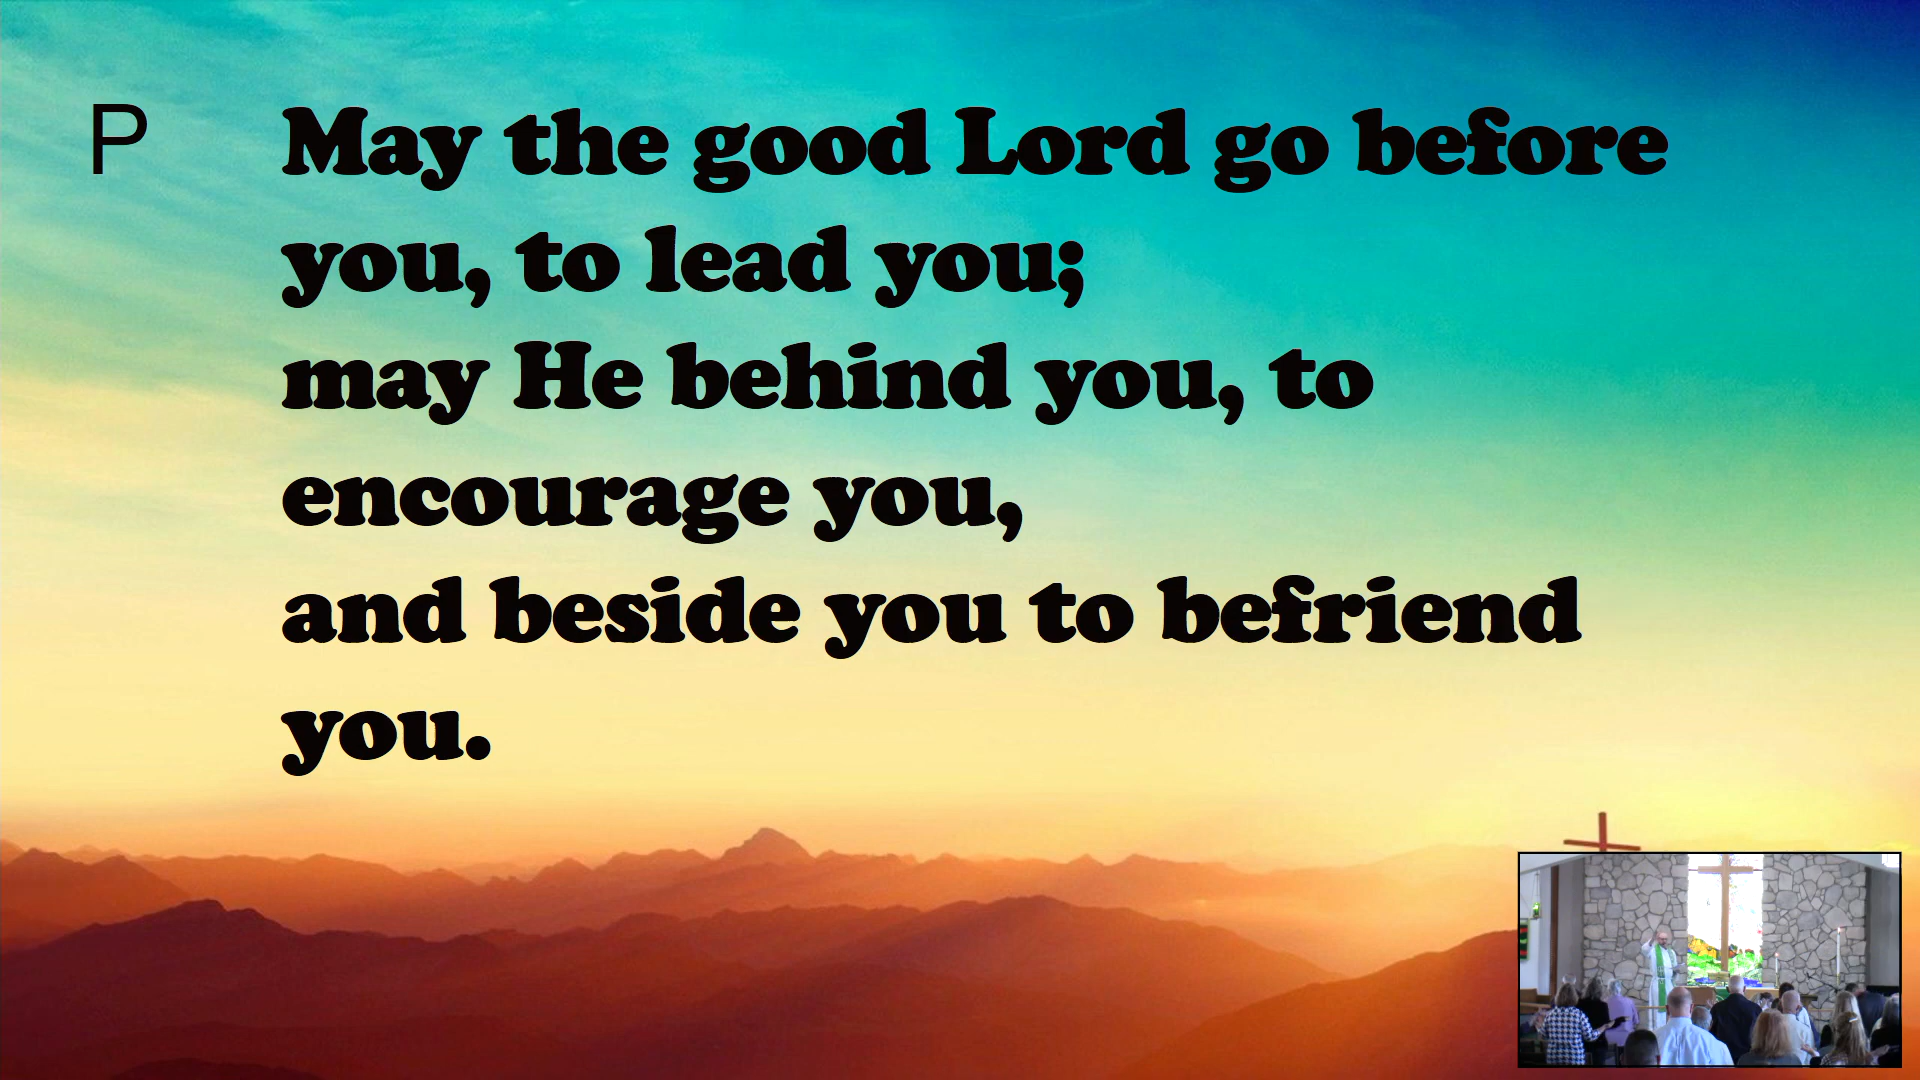 P May the good Lord go before
you, to lead you;
may He behind you, to
encourage you,
and beside you to befriend
you.